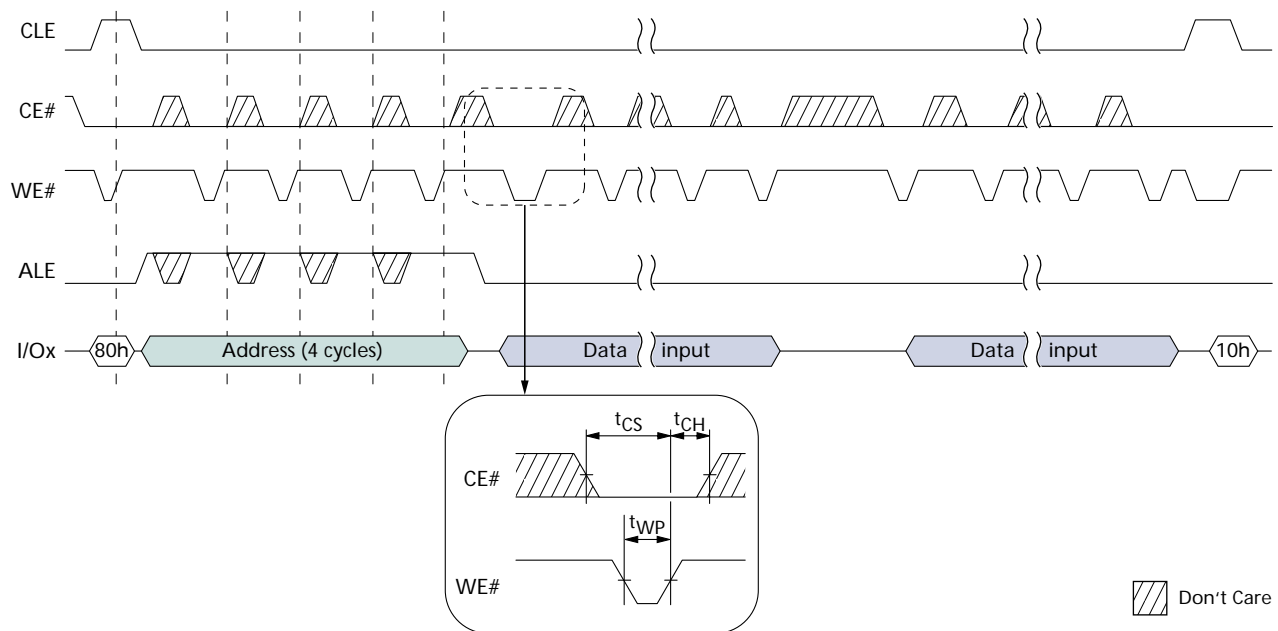 CLE
CE#
WE#
ALE
I/Ox 80h Address (4 cycles) Data input Data input 10h
tCS tCH
CE#
tWP
WE#
Don't Care